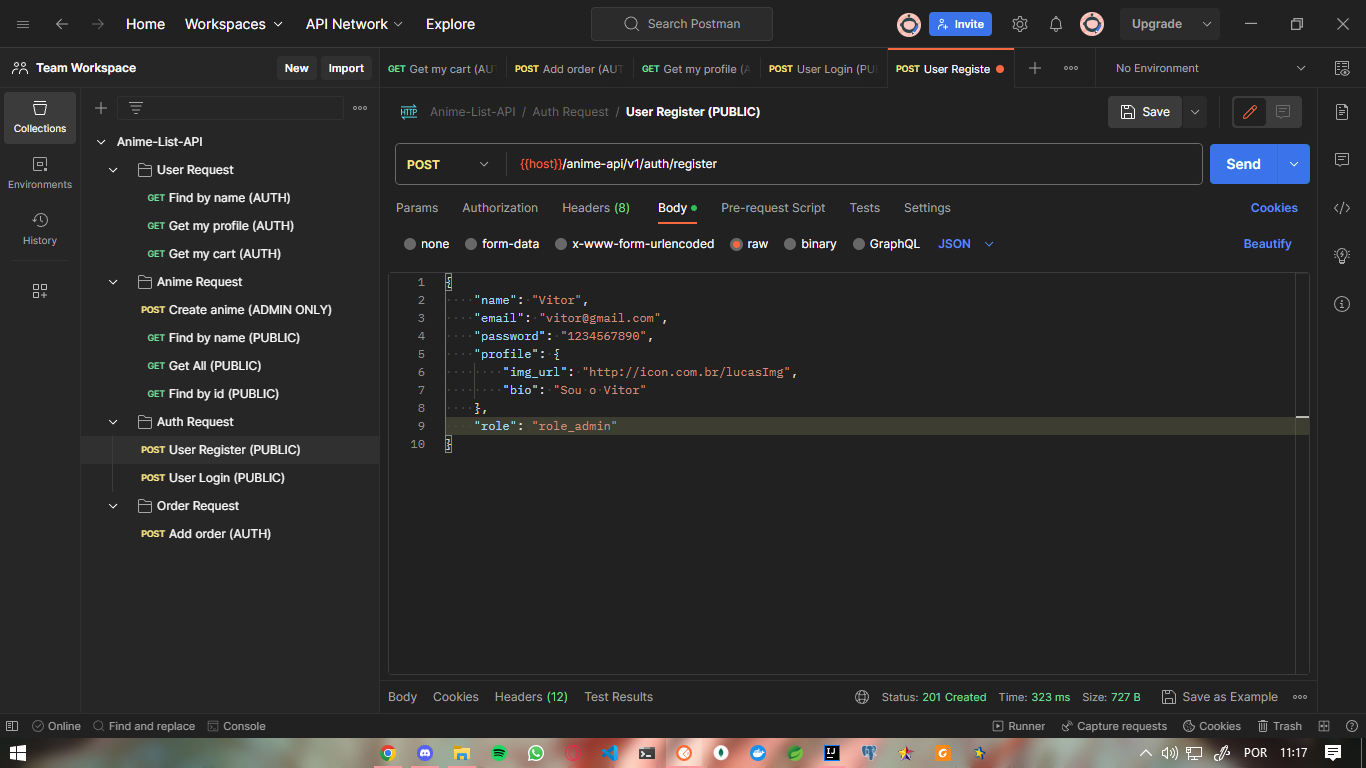 Home Workspaces API Network Explore Search Postman Invite Upgrade
Team Workspace New Import
GET Get my cart (AU POST Add order (AUT GET Get my profile (A POST User Login (PU POST User Registe No Environment
Collections
Environments
History
Anime-List-API
User Request
GET Find by name (AUTH)
GET Get my profile (AUTH)
GET Get my cart (AUTH)
Anime Request
POST Create anime (ADMIN ONLY)
GET Find by name (PUBLIC)
GET Get All (PUBLIC)
GET Find by id (PUBLIC)
Auth Request
POST User Register (PUBLIC)
POST User Login (PUBLIC)
Order Request
POST Add order (AUTH)
HTTP Anime-List-API / Auth Request / User Register (PUBLIC) Save
POST {{host}}/anime-api/v1/auth/register Send
Params Authorization Headers (8) Body Pre-request Script Tests Settings Cookies
none form-data x-www-form-urlencoded raw binary GraphQL JSON Beautify
1 {
2 "name": "Vitor",
3 "email": "vitor@gmail.com",
4 "password": "1234567890",
5 "profile": {
6 "img_url": "http://icon.com.br/lucasImg",
7 "bio": "Sou o Vitor"
8 },
9 "role": "role_admin"
10 }
Body Cookies Headers (12) Test Results Status: 201 Created Time: 323 ms Size: 727 B Save as Example
Online Find and replace Console Runner Capture requests Cookies Trash
POR 11:17